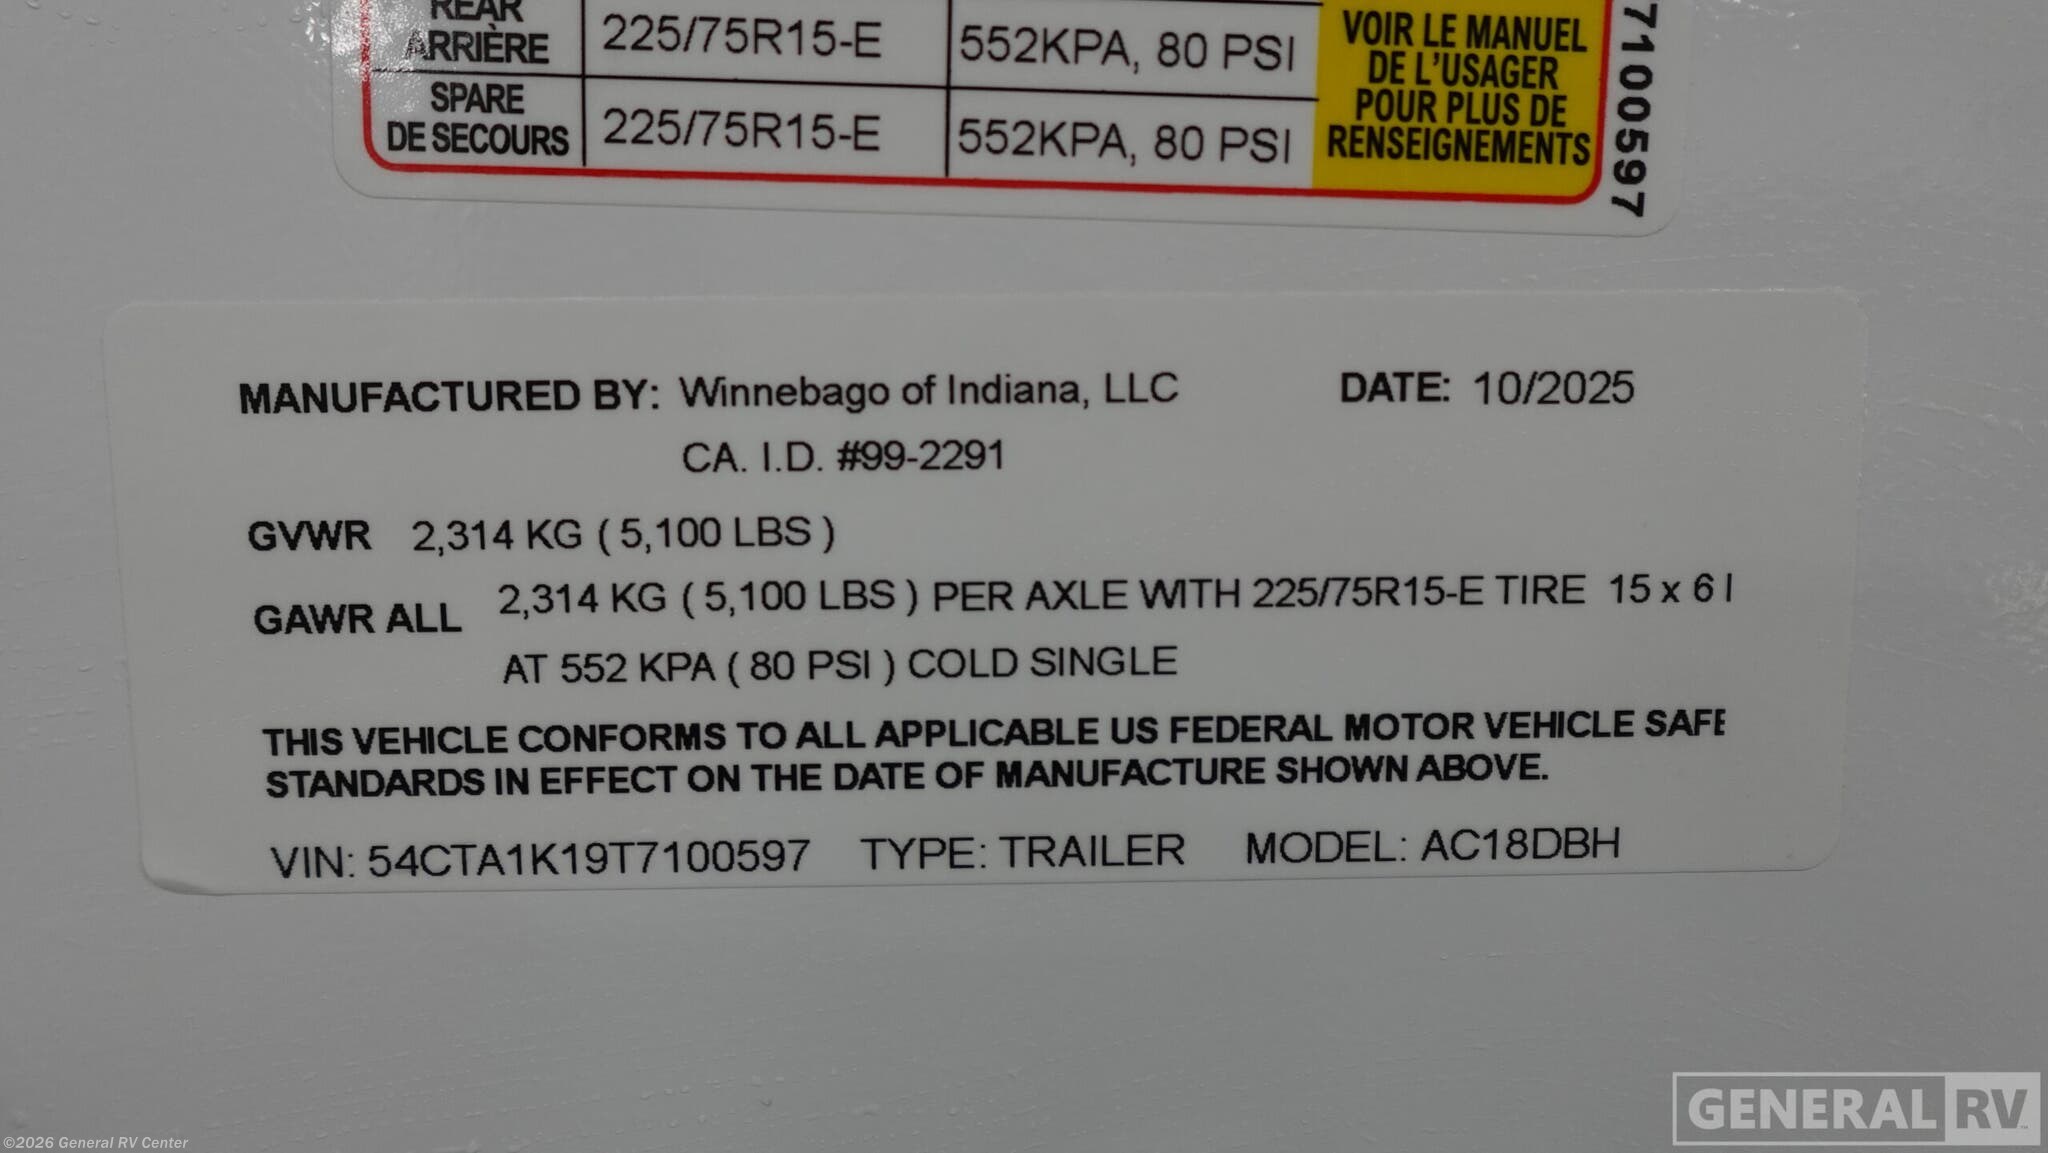 REAR 225/75R15-E 552KPA, 80 PSI
ARRIÈRE
SPARE 225/75R15-E 552KPA, 80 PSI
DE SECOURS
VOIR LE MANUEL
DE L'USAGER
POUR PLUS DE
RENSEIGNEMENTS
7100597
MANUFACTURED BY: Winnebago of Indiana, LLC DATE: 10/2025
CA. I.D. #99-2291
GVWR 2,314 KG ( 5,100 LBS )
GAWR ALL 2,314 KG ( 5,100 LBS ) PER AXLE WITH 225/75R15-E TIRE 15 x 6 I
AT 552 KPA ( 80 PSI ) COLD SINGLE
THIS VEHICLE CONFORMS TO ALL APPLICABLE US FEDERAL MOTOR VEHICLE SAFE
STANDARDS IN EFFECT ON THE DATE OF MANUFACTURE SHOWN ABOVE.
VIN: 54CTA1K19T7100597 TYPE: TRAILER MODEL: AC18DBH
GENERAL RV
©2026 General RV Center